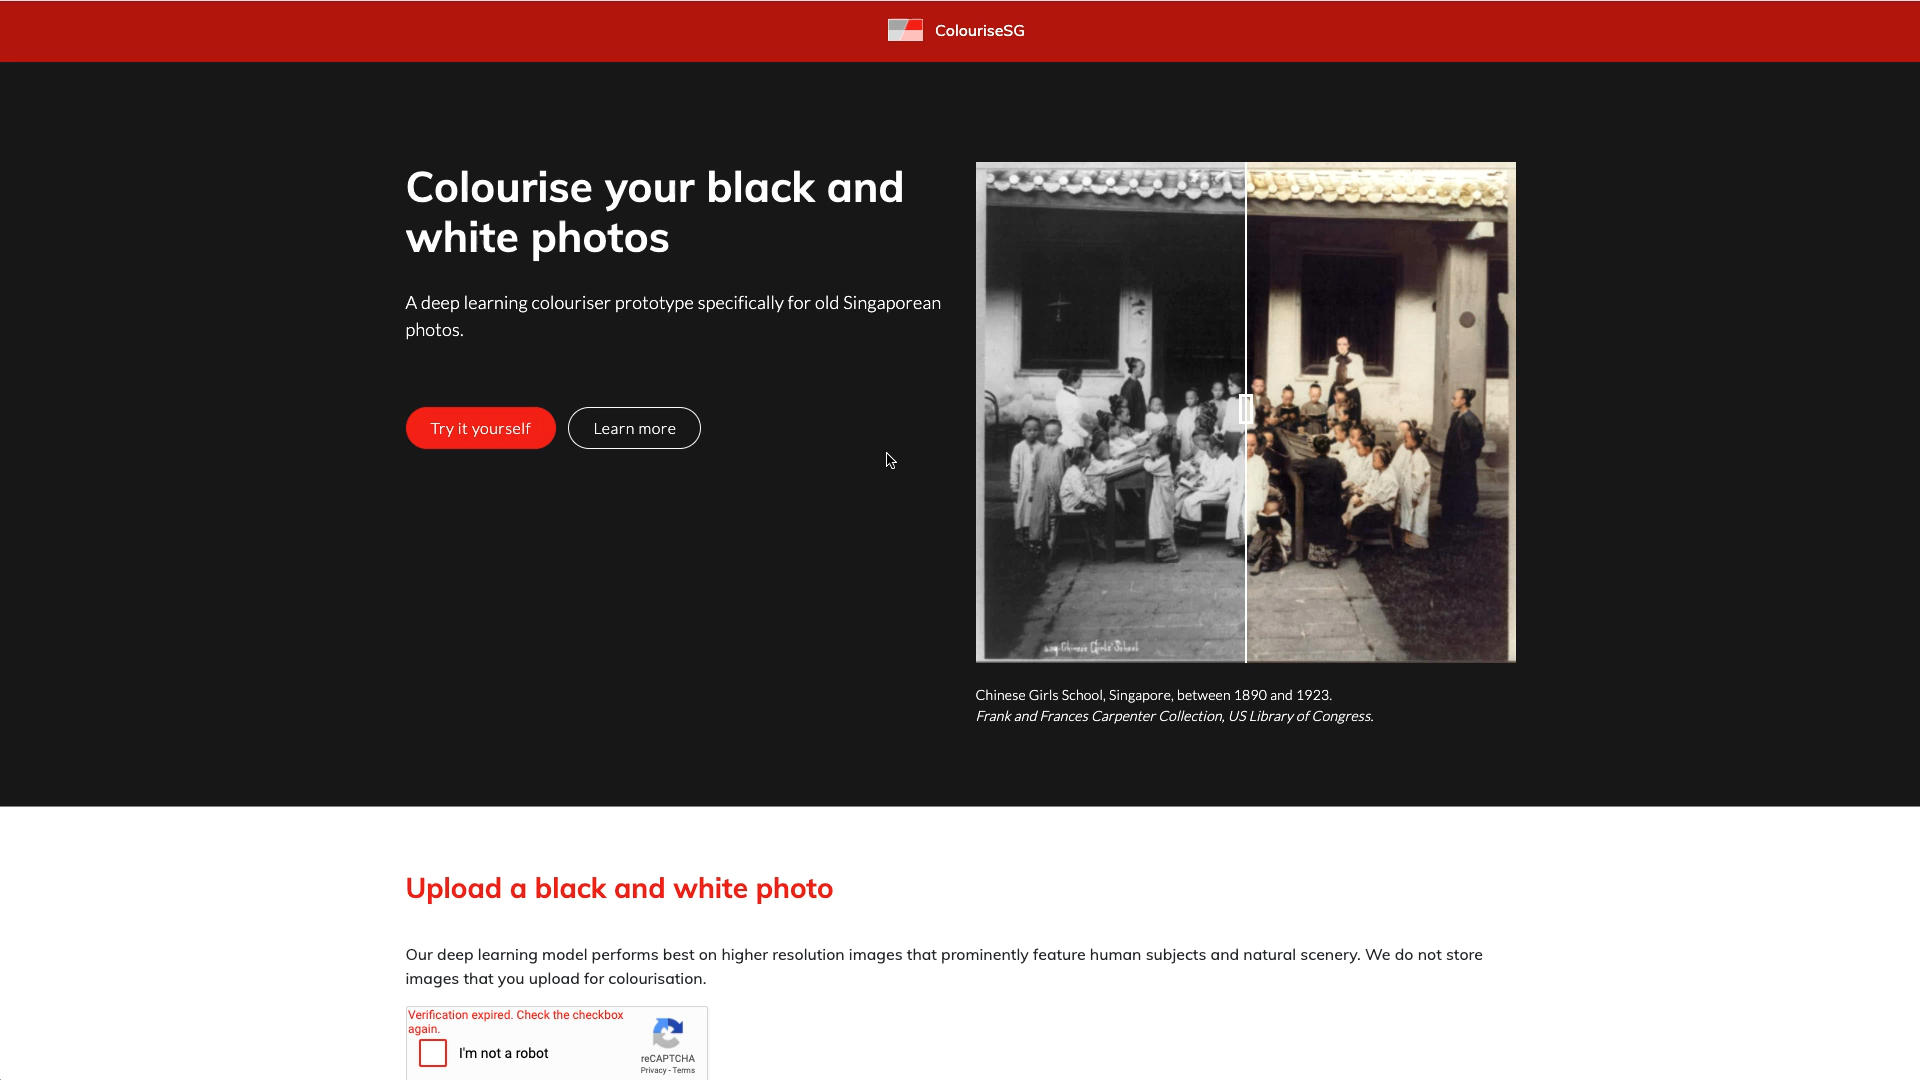 ColouriseSG
Colourise your black and
white photos
A deep learning colouriser prototype specifically for old Singaporean
photos.
Try it yourself
Learn more
Chinese Girls' School
Chinese Girls School, Singapore, between 1890 and 1923.
Frank and Frances Carpenter Collection, US Library of Congress.
Upload a black and white photo
Our deep learning model performs best on higher resolution images that prominently feature human subjects and natural scenery. We do not store
images that you upload for colourisation.
Verification expired. Check the checkbox
again.
I'm not a robot
reCAPTCHA
Privacy - Terms